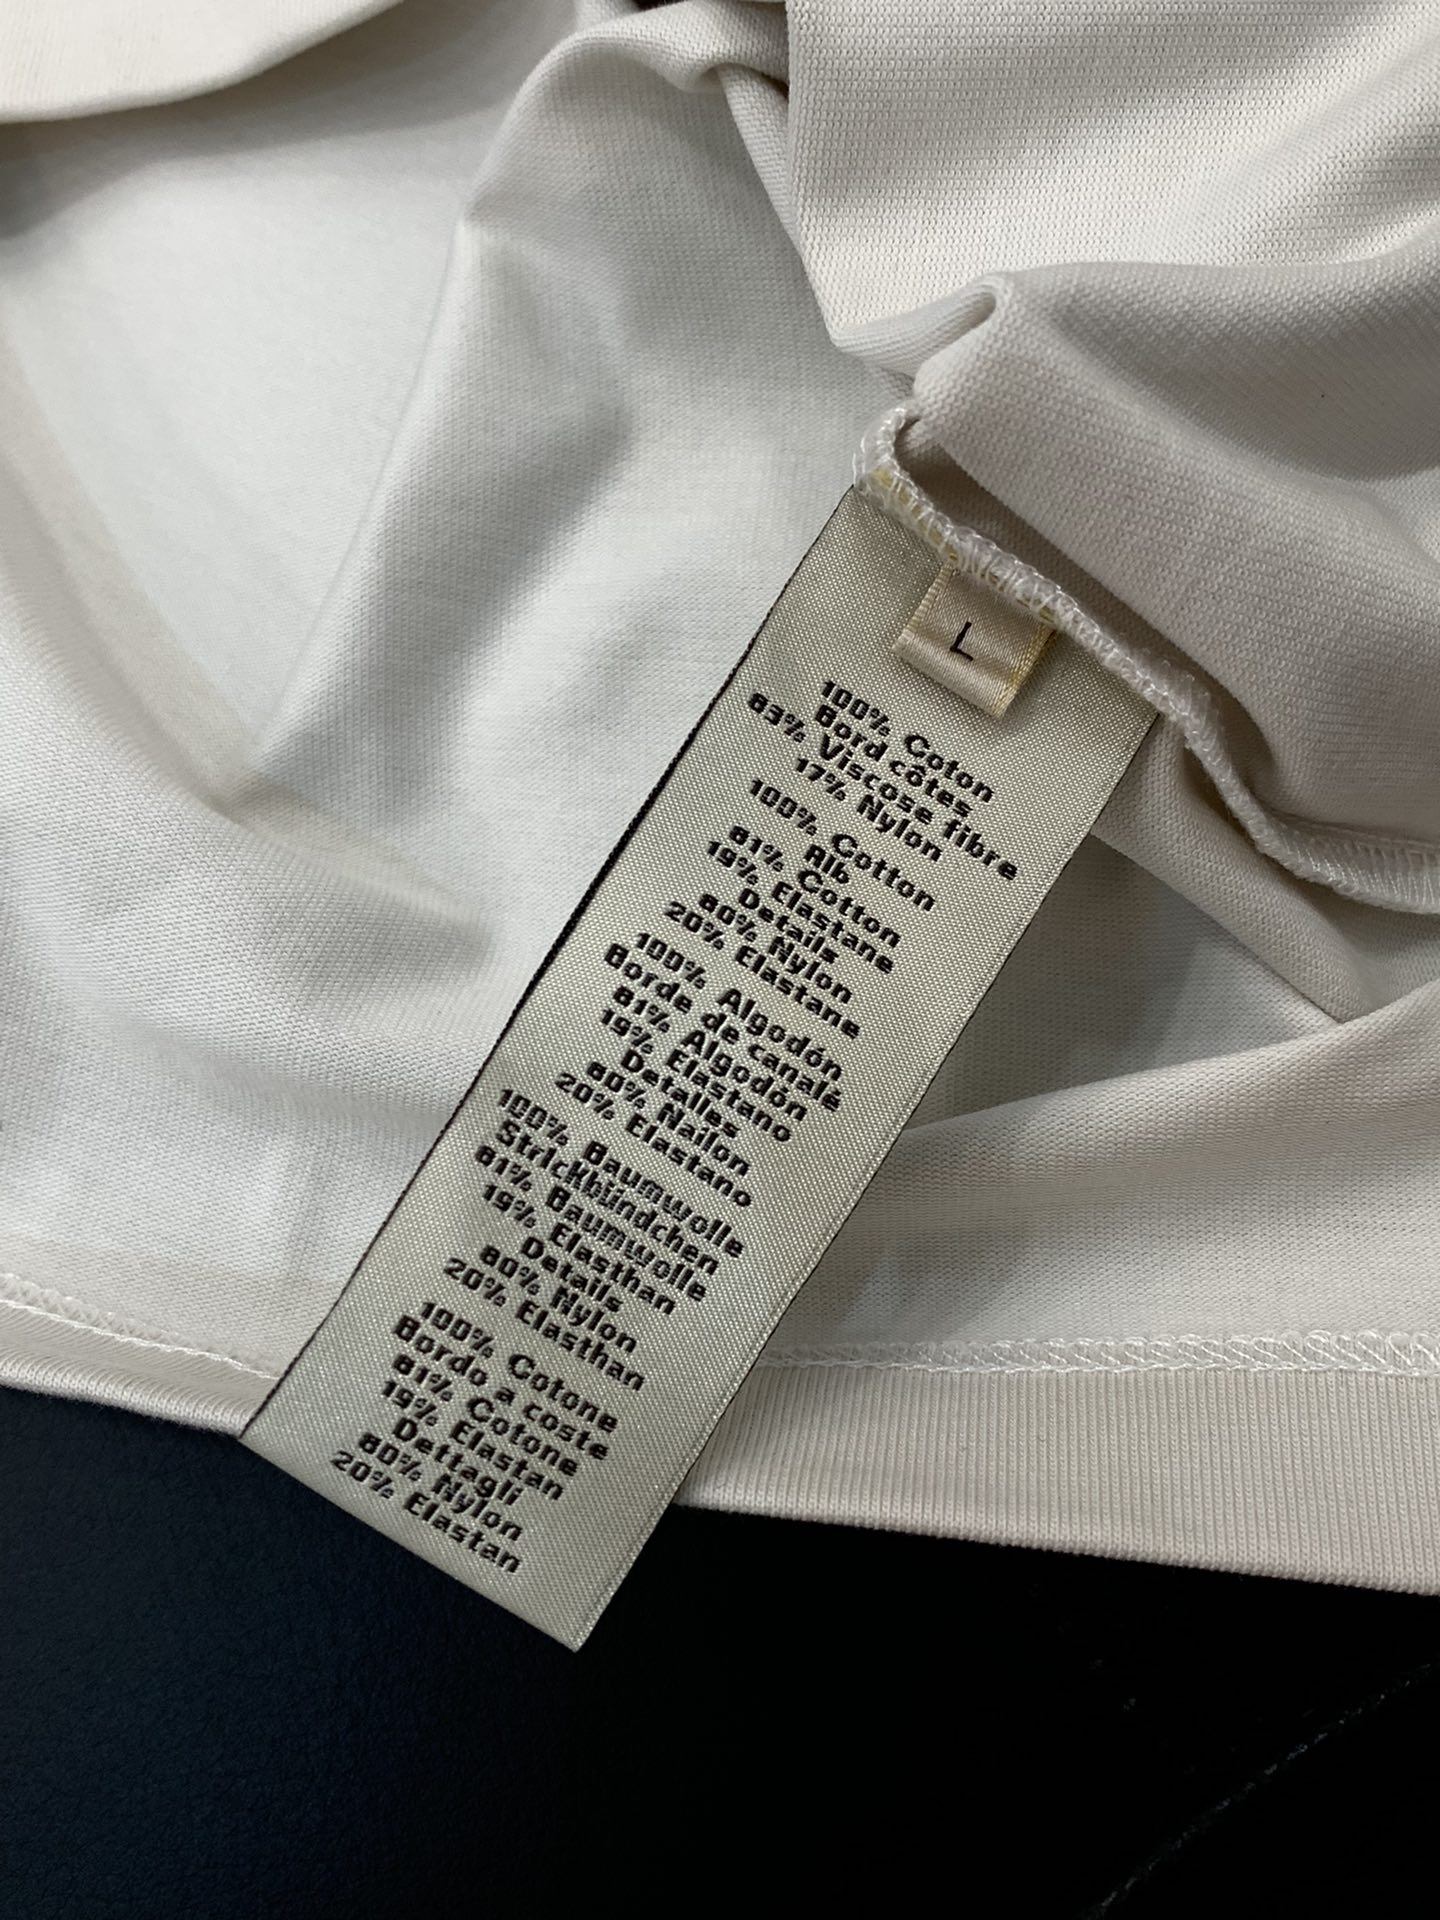 L
100% Coton
Bord côtes
83% Viscose fibre
17% Nylon
100% Cotton
Rib
81% Cotton
19% Elastane
Details
80% Nylon
20% Elastane
100% Algodón
Borde de canalé
81% Algodón
19% Elastano
Detalles
80% Nailon
20% Elastano
100% Baumwolle
Strickbündchen
81% Baumwolle
19% Elasthan
Details
80% Nylon
20% Elasthan
100% Cotone
Bordo a coste
81% Cotone
19% Elastan
Dettagli
80% Nylon
20% Elastan